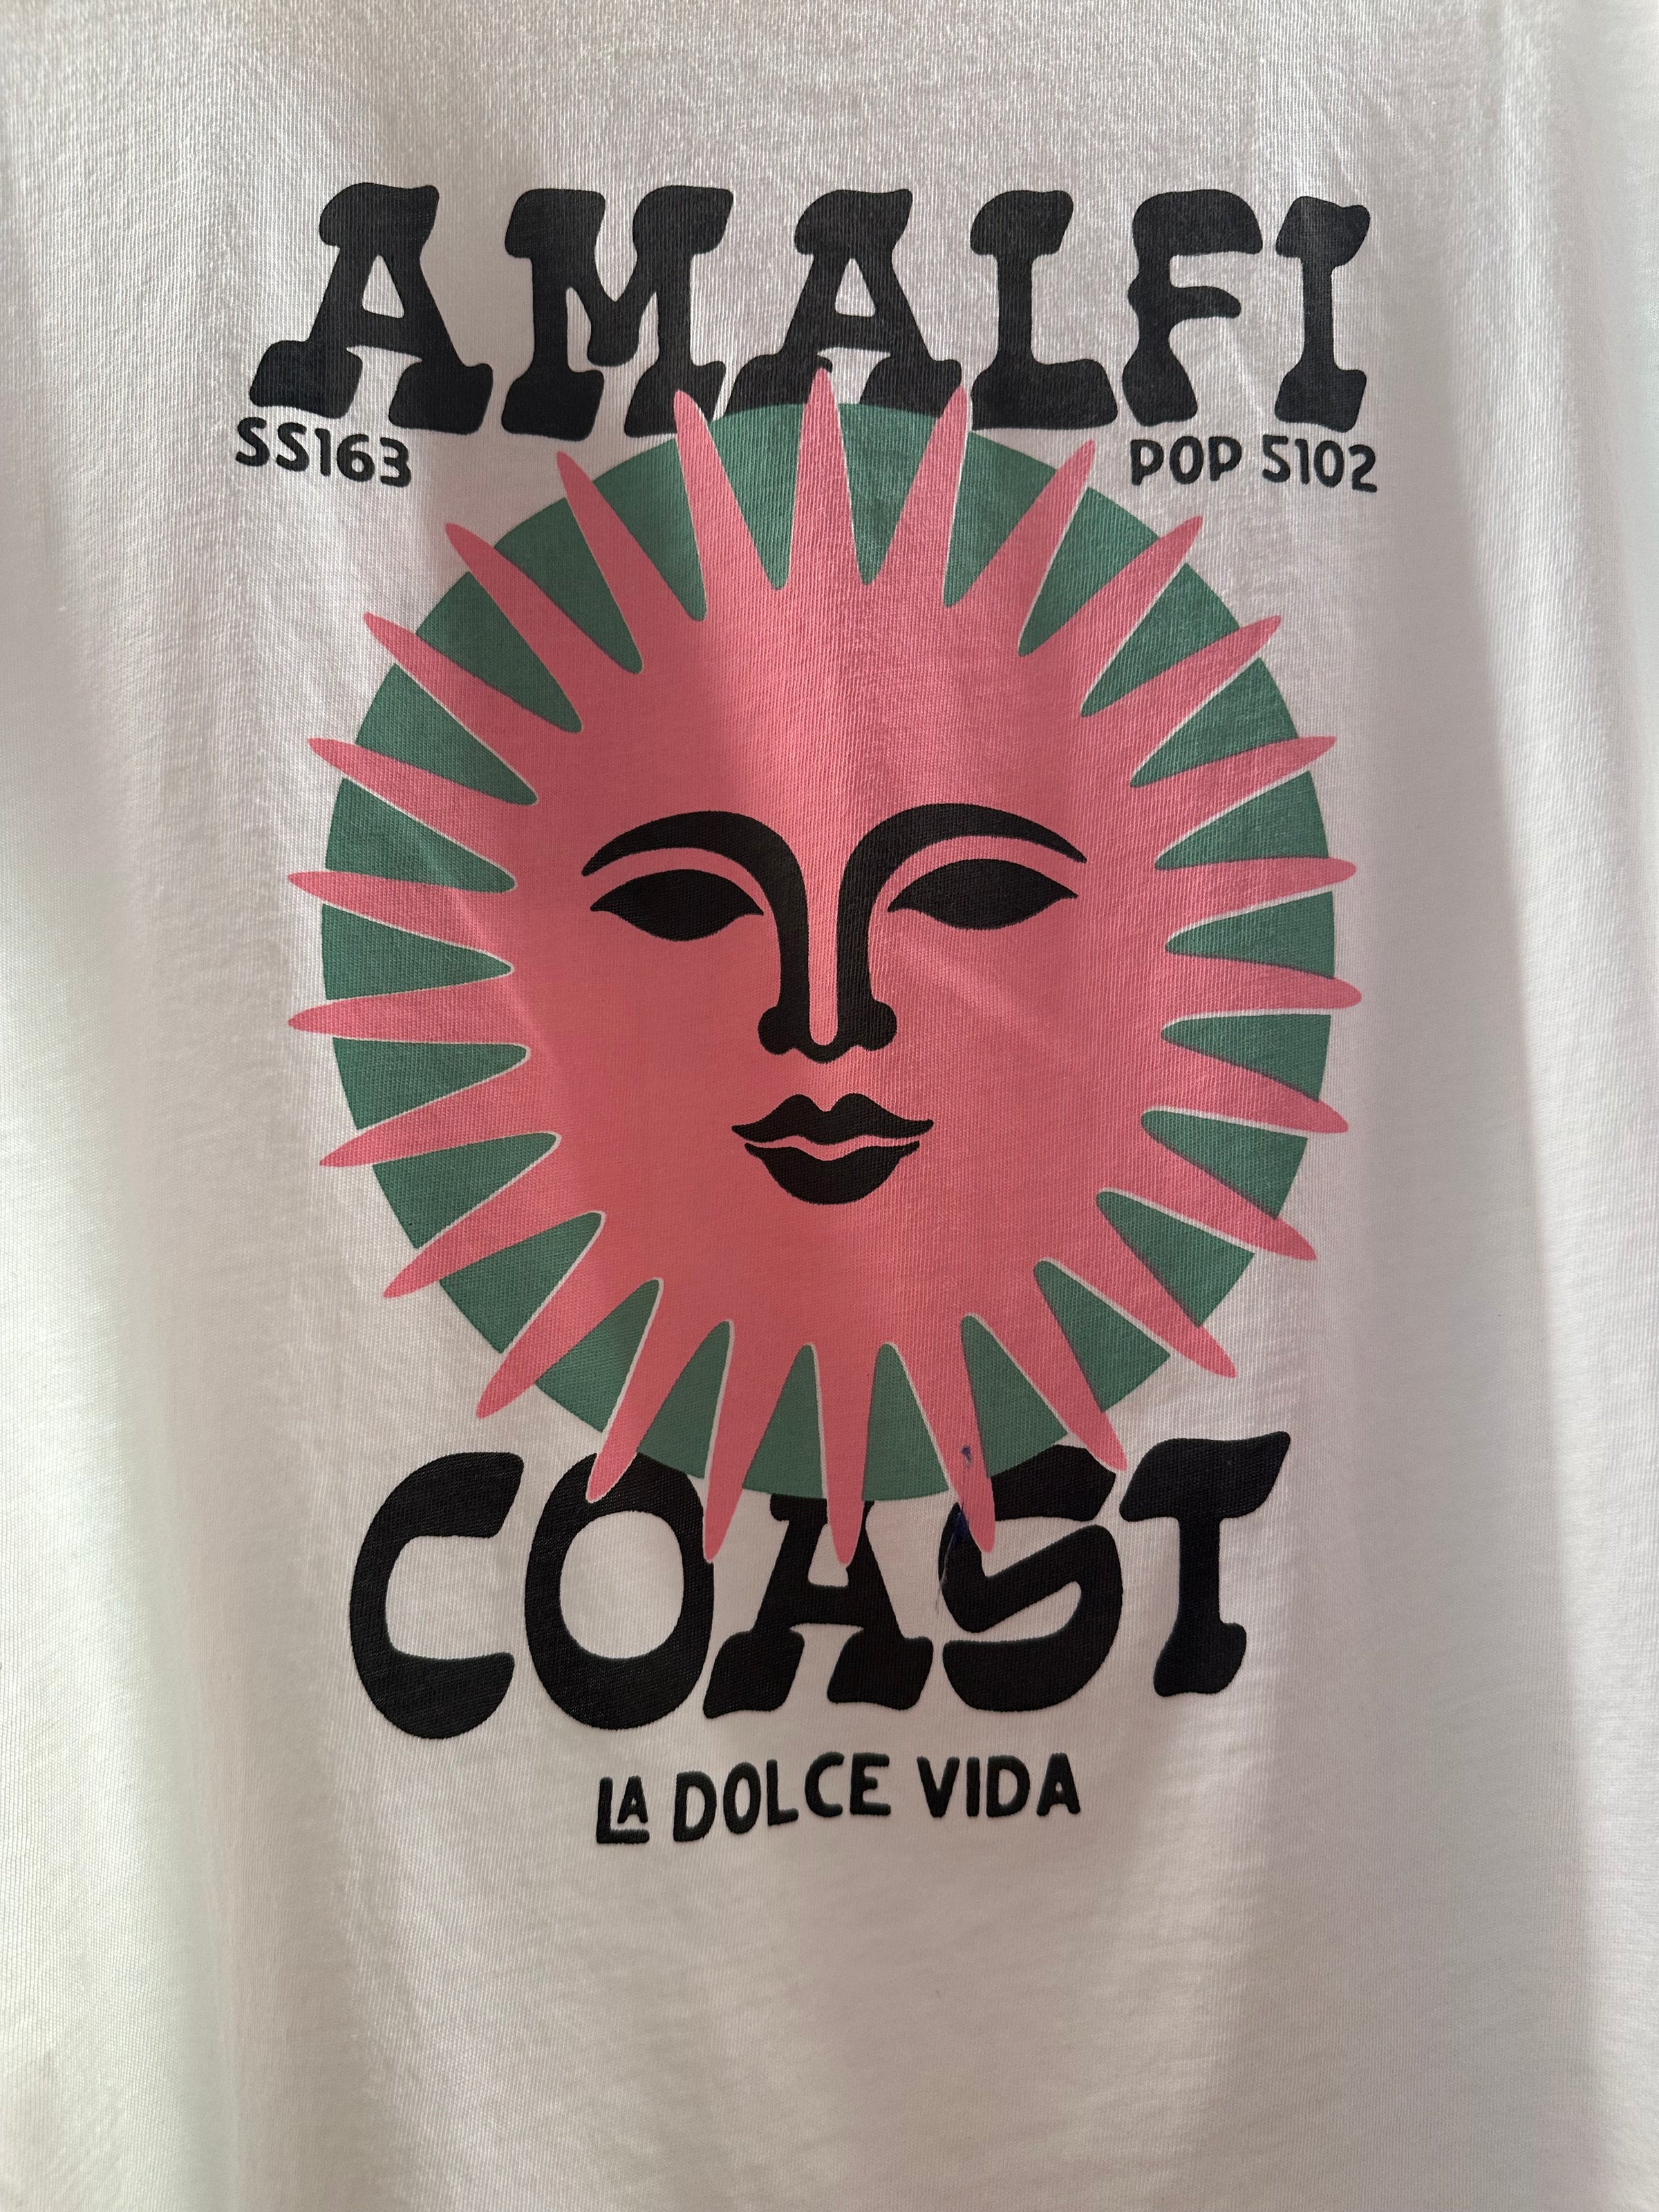 AMALFI
SS163 POP 5102
COAST
LA DOLCE VIDA